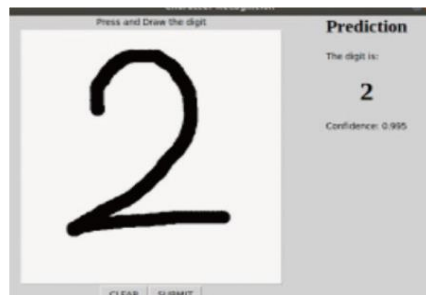 Press and Draw the digit
2
CLEAR SUBMIT
Prediction
The digit is:
2
Confidence: 0.995